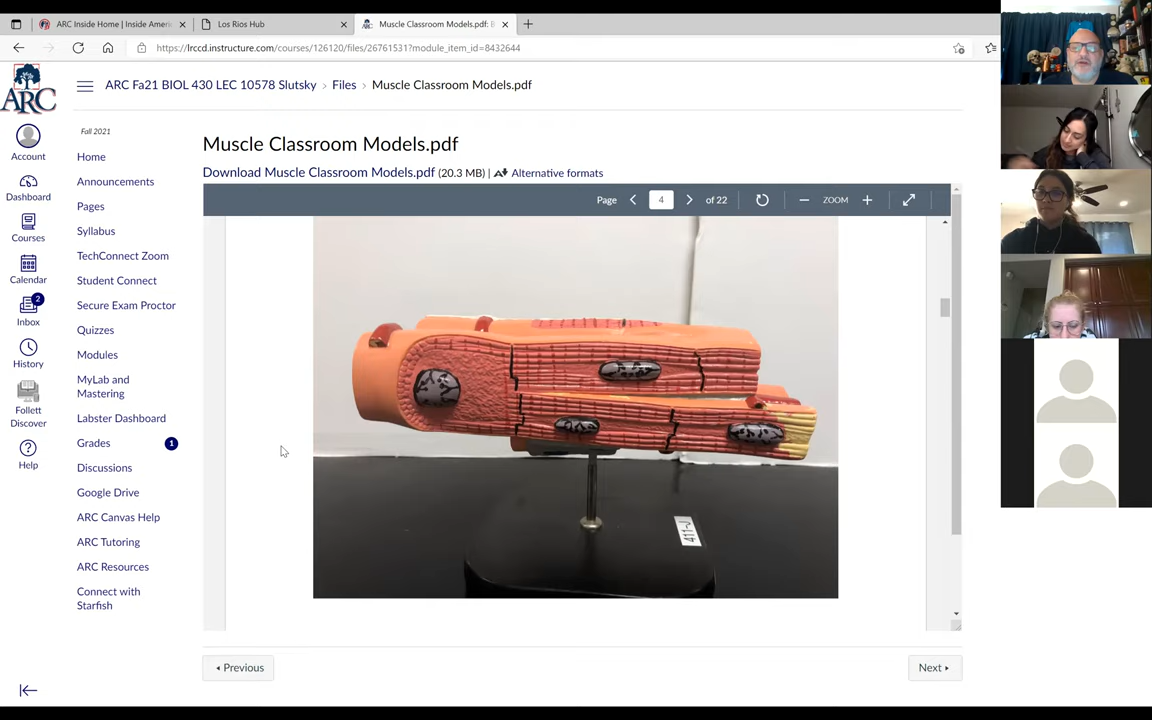 ARC Inside Home | Inside Ameri
Los Rios Hub
Muscle Classroom Models.pdf: B
https://lrccd.instructure.com/courses/126120/files/26761531?module_item_id=8432644
ARC
ARC Fa21 BIOL 430 LEC 10578 Slutsky
Files
Muscle Classroom Models.pdf
Account
Dashboard
Courses
Calendar
2
Inbox
History
Follett
Discover
Help
Fall 2021
Home
Announcements
Pages
Syllabus
TechConnect Zoom
Student Connect
Secure Exam Proctor
Quizzes
Modules
MyLab and
Mastering
Labster Dashboard
Grades 1
Discussions
Google Drive
ARC Canvas Help
ARC Tutoring
ARC Resources
Connect with
Starfish
Muscle Classroom Models.pdf
Download Muscle Classroom Models.pdf (20.3 MB) | Alternative formats
Page 4 of 22 ZOOM
411-J
Previous
Next